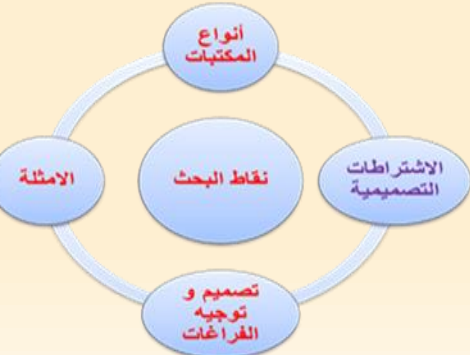 أنواع
المكتبات
الاشتراطات
التصميمية
نقاط البحث
الامثلة
تصميم و
توجيه
الفراغات